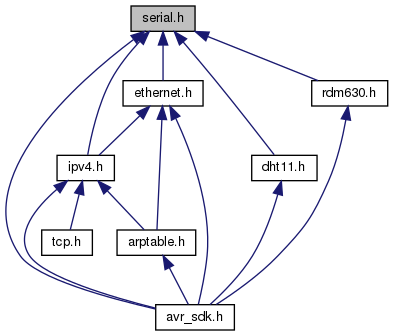 serial.h
ethernet.h
rdm630.h
ipv4.h
dht11.h
tcp.h
arptable.h
avr_sdk.h